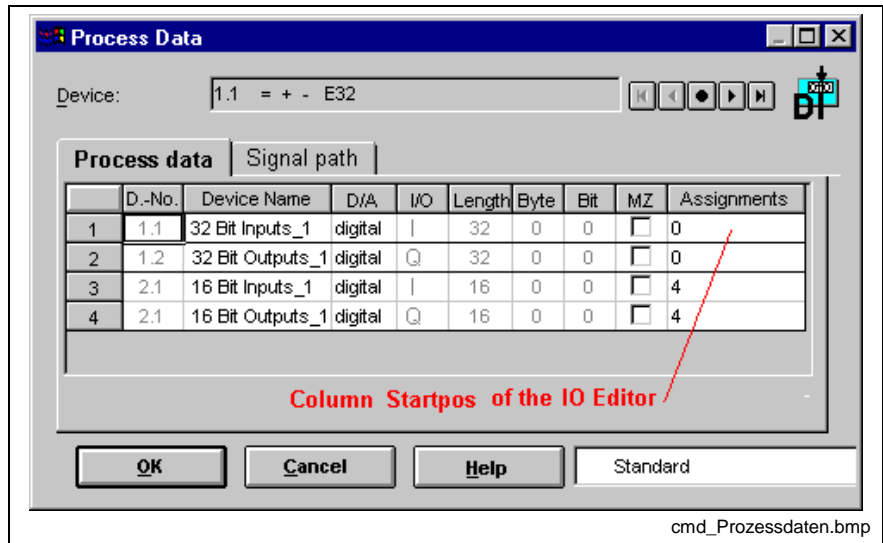 Process Data
Device: 1.1 = + - E32
DT
Process data Signal path
D.-No. Device Name D/A I/O Length Byte Bit MZ Assignments
1 1.1 32 Bit Inputs_1 digital I 32 0 0 0
2 1.2 32 Bit Outputs_1 digital Q 32 0 0 0
3 2.1 16 Bit Inputs_1 digital I 16 0 0 4
4 2.1 16 Bit Outputs_1 digital Q 16 0 0 4
Column Startpos of the IO Editor
OK Cancel Help Standard
cmd_Prozessdaten.bmp